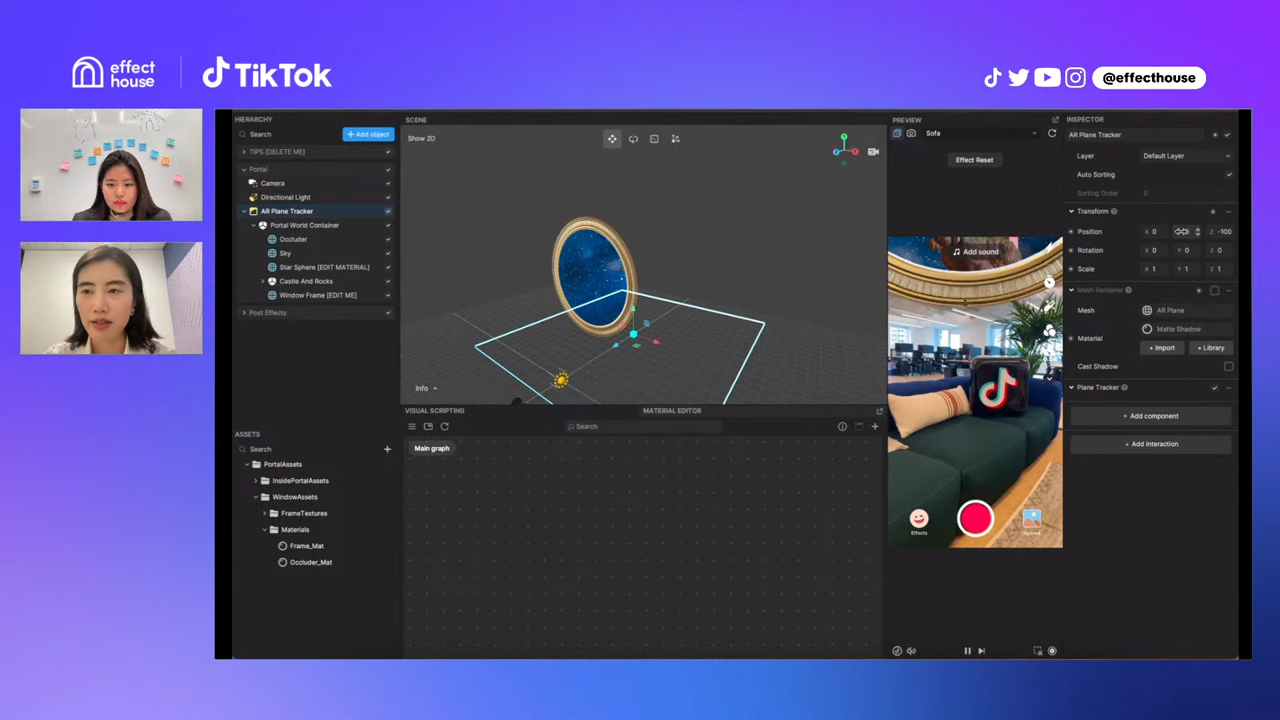 effect house
TikTok
@effecthouse
HIERARCHY
Search
+ Add object
TIPS [DELETE ME]
Portal
Camera
Directional Light
AR Plane Tracker
Portal World Container
Occluder
Sky
Star Sphere [EDIT MATERIAL]
Castle And Rocks
Window Frame [EDIT ME]
Post Effects
ASSETS
Search
PortalAssets
InsidePortalAssets
WindowAssets
FrameTextures
Materials
Frame_Mat
Occluder_Mat
SCENE
Show 2D
Info
VISUAL SCRIPTING
MATERIAL EDITOR
Search
Main graph
PREVIEW
Sofa
Effect Reset
Add sound
Effects
INSPECTOR
AR Plane Tracker
Layer Default Layer
Auto Sorting
Sorting Order 0
Transform
Position X 0 Z -100
Rotation X 0 Y 0 Z 0
Scale X 1 Y 1 Z 1
Mesh Renderer
Mesh AR Plane
Matte Shadow
Material
+ Import + Library
Cast Shadow
Plane Tracker
+ Add component
+ Add interaction